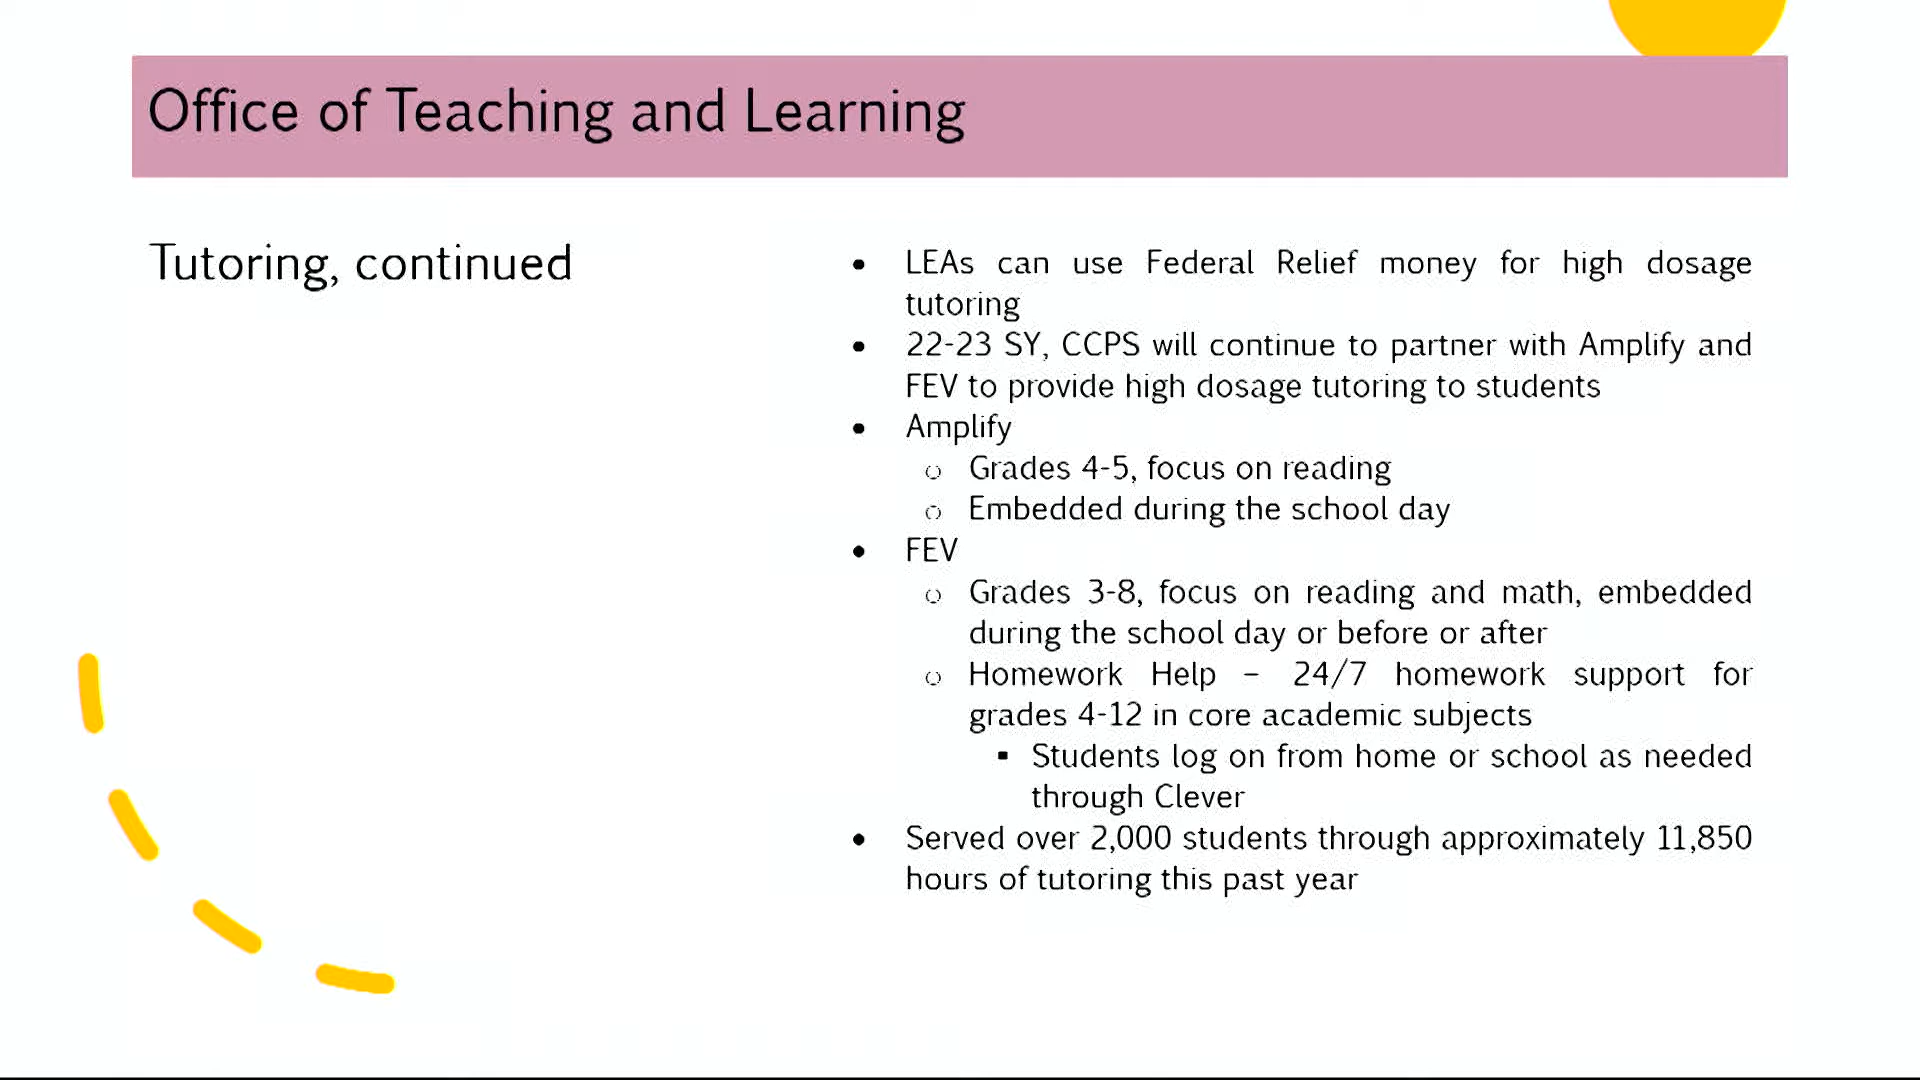 Office of Teaching and Learning
Tutoring, continued
• LEAs can use Federal Relief money for high dosage
tutoring
• 22-23 SY, CCPS will continue to partner with Amplify and
FEV to provide high dosage tutoring to students
• Amplify
o Grades 4-5, focus on reading
o Embedded during the school day
• FEV
o Grades 3-8, focus on reading and math, embedded
during the school day or before or after
o Homework Help – 24/7 homework support for
grades 4-12 in core academic subjects
▪ Students log on from home or school as needed
through Clever
• Served over 2,000 students through approximately 11,850
hours of tutoring this past year